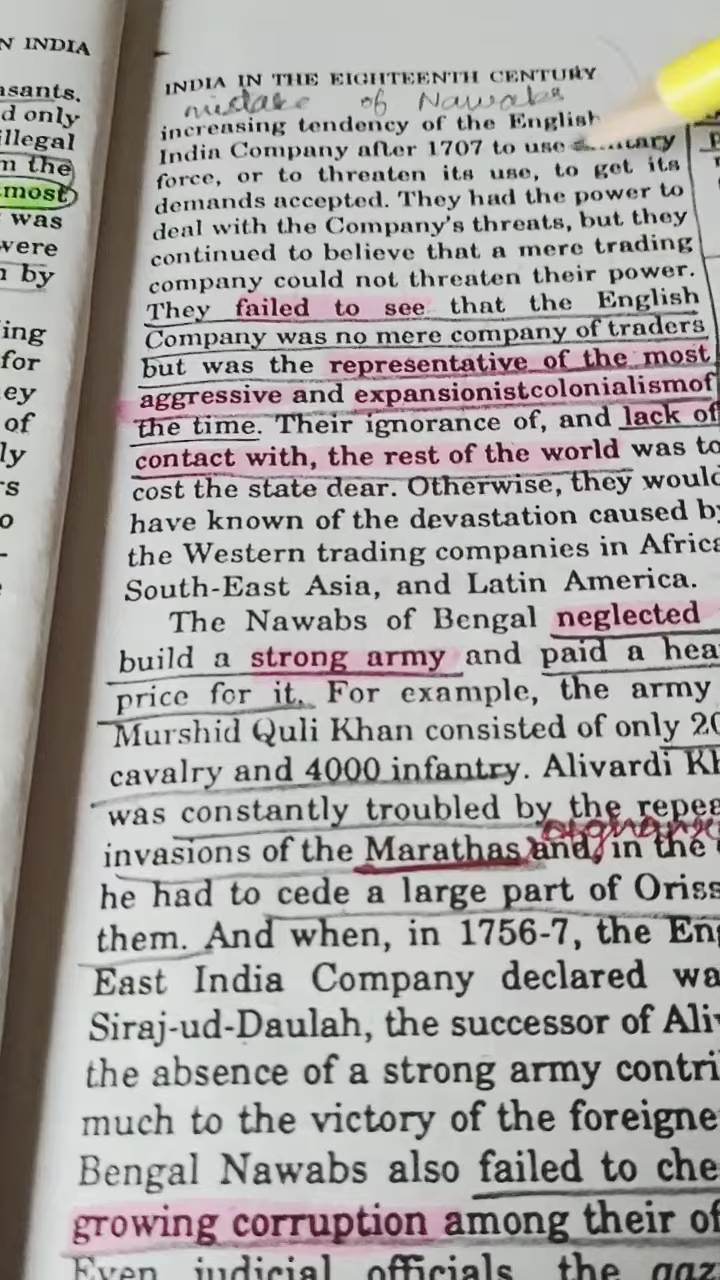 N INDIA
asants.
d only
illegal
m the
most
was
were
n by
ing
for
ey
of
ly
rs
o
INDIA IN THE EIGHTEENTH CENTURY
mistake of Nawabs
increasing tendency of the English
India Company after 1707 to use
force, or to threaten its use, to get its
demands accepted. They had the power to
deal with the Company's threats, but they
continued to believe that a mere trading
company could not threaten their power.
They failed to see that the English
Company was no mere company of traders
but was the representative of the most
aggressive and expansionistcolonialismof
the time. Their ignorance of, and lack of
contact with, the rest of the world was to
cost the state dear. Otherwise, they would
have known of the devastation caused by
the Western trading companies in Africa
South-East Asia, and Latin America.
The Nawabs of Bengal neglected
build a strong army and paid a hea
price for it. For example, the army
Murshid Quli Khan consisted of only 20
cavalry and 4000 infantry. Alivardi Kh
was constantly troubled by the repea
invasions of the Marathas and, in the
he had to cede a large part of Oriss
them. And when, in 1756-7, the Eng
East India Company declared wa
Siraj-ud-Daulah, the successor of Aliv
the absence of a strong army contri
much to the victory of the foreigne
Bengal Nawabs also failed to che
growing corruption among their of
Even judicial officials, the qaz